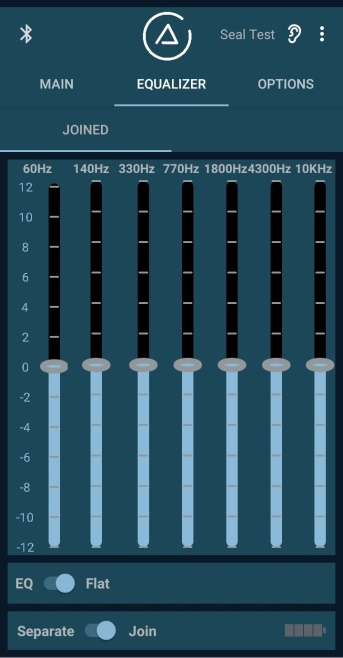 Seal Test
MAIN EQUALIZER OPTIONS
JOINED
60Hz 140Hz 330Hz 770Hz 1800Hz 4300Hz 10KHz
12
10
8
6
4
2
0
-2
-4
-6
-8
-10
-12
EQ Flat
Separate Join